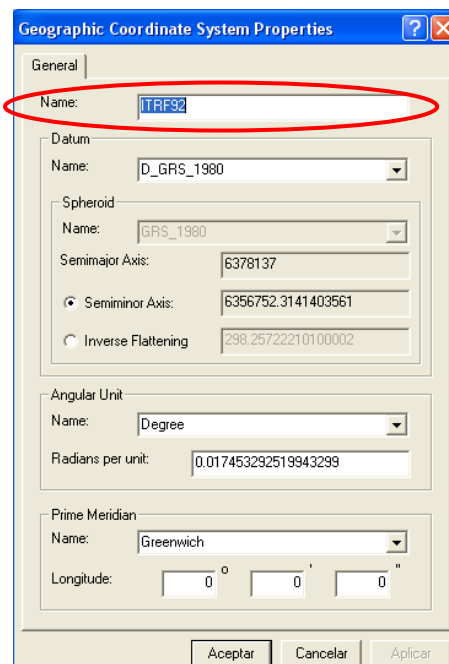 Geographic Coordinate System Properties
General
Name: ITRF92
Datum
Name: D_GRS_1980
Spheroid
Name: GRS_1980
Semimajor Axis: 6378137
Semiminor Axis: 6356752.3141403561
Inverse Flattening 298.25722210100002
Angular Unit
Name: Degree
Radians per unit: 0.017453292519943299
Prime Meridian
Name: Greenwich
Longitude: 0 ° 0 ' 0 "
Aceptar Cancelar Aplicar